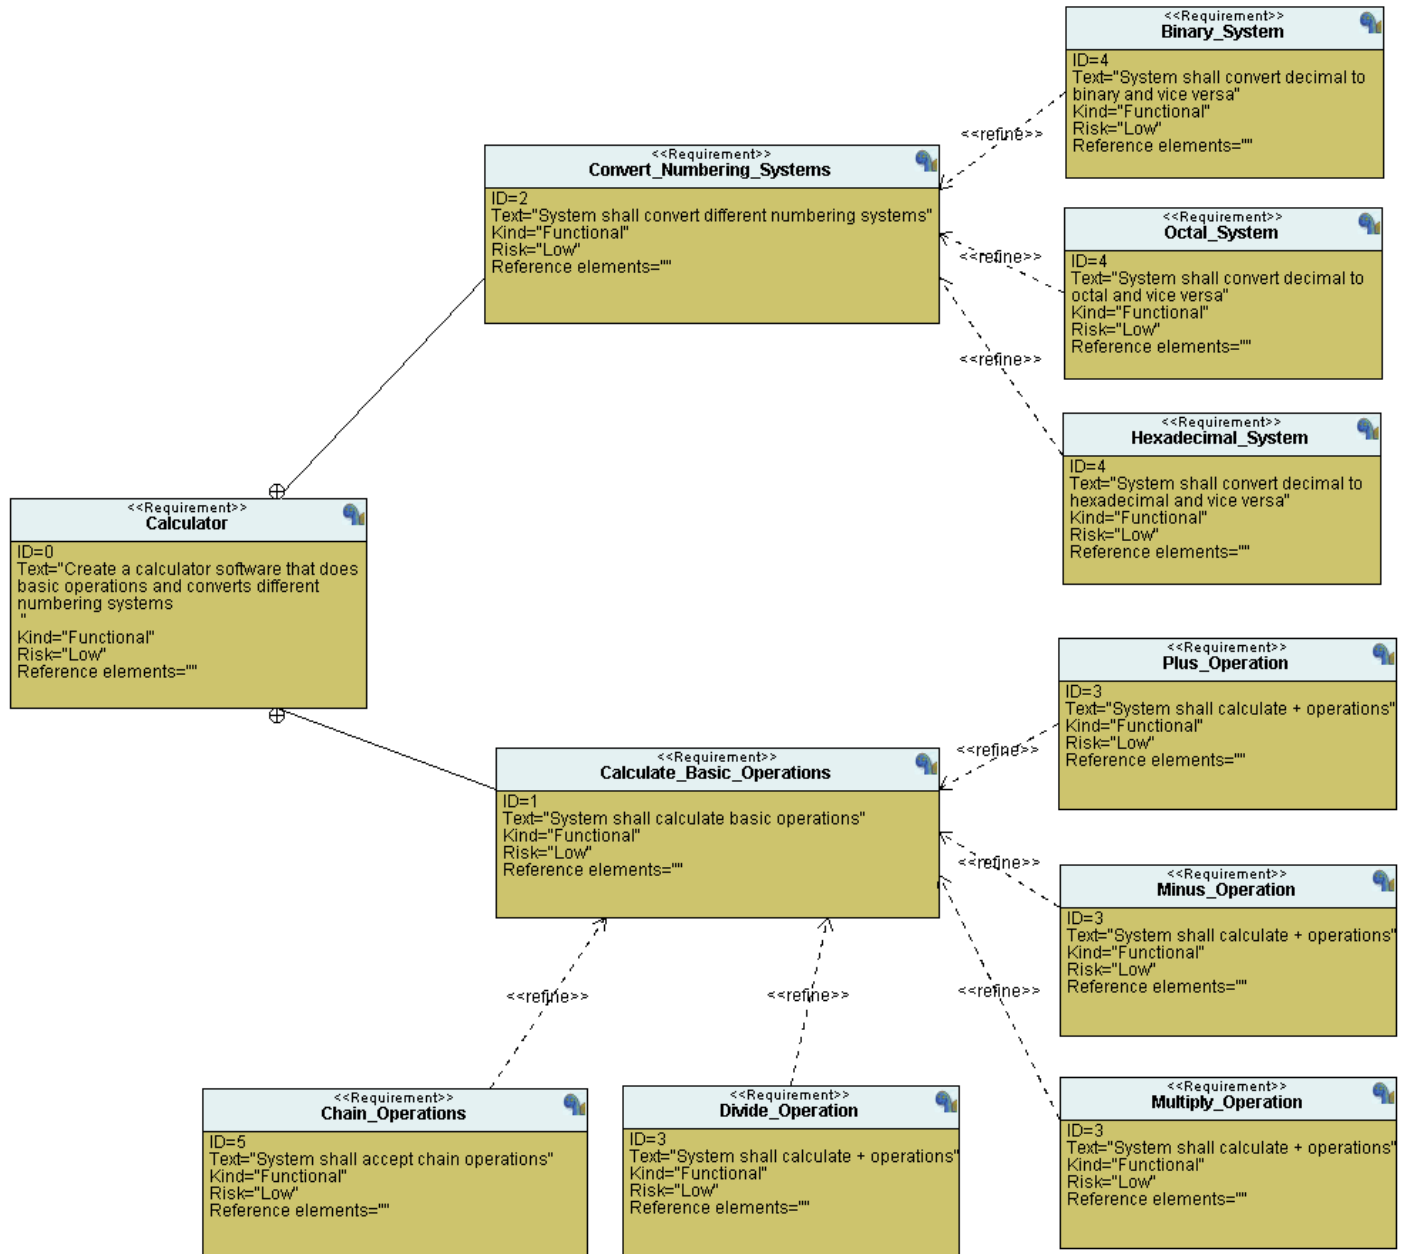 <<Requirement>>
Binary_System
ID=4
Text="System shall convert decimal to
binary and vice versa"
Kind="Functional"
Risk="Low"
Reference elements=""
<<refine>>
<<Requirement>>
Convert_Numbering_Systems
ID=2
Text="System shall convert different numbering systems"
Kind="Functional"
Risk="Low"
Reference elements=""
<<Requirement>>
Octal_System
ID=4
Text="System shall convert decimal to
octal and vice versa"
Kind="Functional"
Risk="Low"
Reference elements=""
<<refine>>
<<refine>>
<<Requirement>>
Hexadecimal_System
ID=4
Text="System shall convert decimal to
hexadecimal and vice versa"
Kind="Functional"
Risk="Low"
Reference elements=""
<<Requirement>>
Calculator
ID=0
Text="Create a calculator software that does
basic operations and converts different
numbering systems
"
Kind="Functional"
Risk="Low"
Reference elements=""
<<Requirement>>
Plus_Operation
ID=3
Text="System shall calculate + operations"
Kind="Functional"
Risk="Low"
Reference elements=""
<<refine>>
<<Requirement>>
Calculate_Basic_Operations
ID=1
Text="System shall calculate basic operations"
Kind="Functional"
Risk="Low"
Reference elements=""
<<refine>>
<<Requirement>>
Minus_Operation
ID=3
Text="System shall calculate + operations"
Kind="Functional"
Risk="Low"
Reference elements=""
<<refine>>
<<refine>>
<<refine>>
<<Requirement>>
Chain_Operations
ID=5
Text="System shall accept chain operations"
Kind="Functional"
Risk="Low"
Reference elements=""
<<Requirement>>
Divide_Operation
ID=3
Text="System shall calculate + operations"
Kind="Functional"
Risk="Low"
Reference elements=""
<<Requirement>>
Multiply_Operation
ID=3
Text="System shall calculate + operations"
Kind="Functional"
Risk="Low"
Reference elements=""